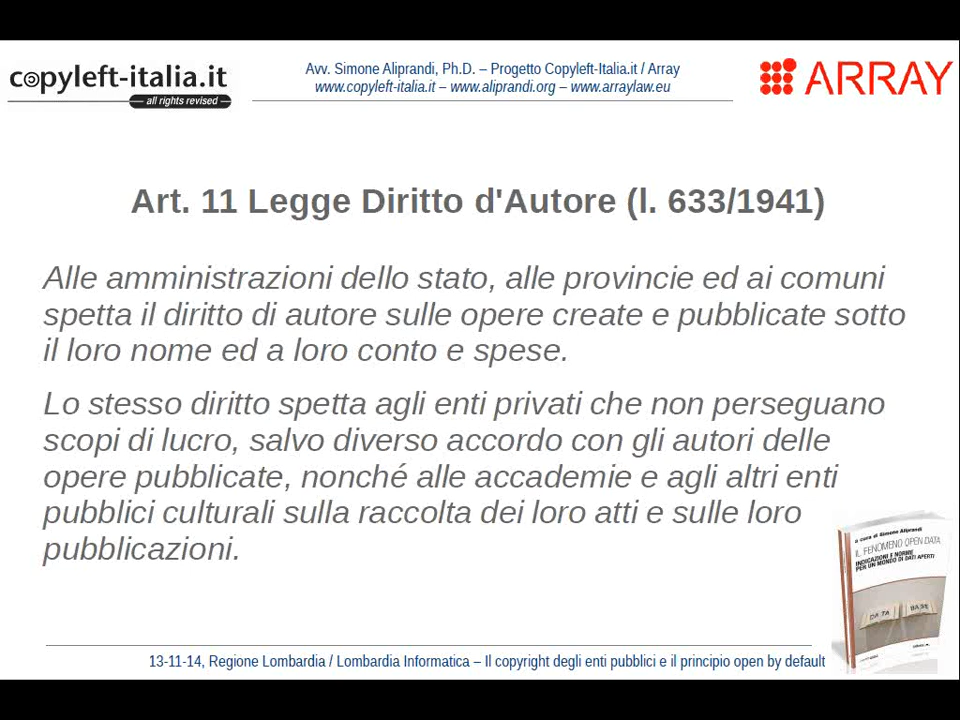 copyleft-italia.it
all rights revised
Avv. Simone Aliprandi, Ph.D. – Progetto Copyleft-Italia.it / Array
www.copyleft-italia.it – www.aliprandi.org – www.arraylaw.eu
ARRAY
Art. 11 Legge Diritto d'Autore (l. 633/1941)
Alle amministrazioni dello stato, alle provincie ed ai comuni
spetta il diritto di autore sulle opere create e pubblicate sotto
il loro nome ed a loro conto e spese.
Lo stesso diritto spetta agli enti privati che non perseguano
scopi di lucro, salvo diverso accordo con gli autori delle
opere pubblicate, nonché alle accademie e agli altri enti
pubblici culturali sulla raccolta dei loro atti e sulle loro
pubblicazioni.
a cura di Simone Aliprandi
IL FENOMENO OPEN DATA
INDICAZIONI E NORME
PER UN MONDO DI DATI APERTI
DATA BASE
13-11-14, Regione Lombardia / Lombardia Informatica – Il copyright degli enti pubblici e il principio open by default